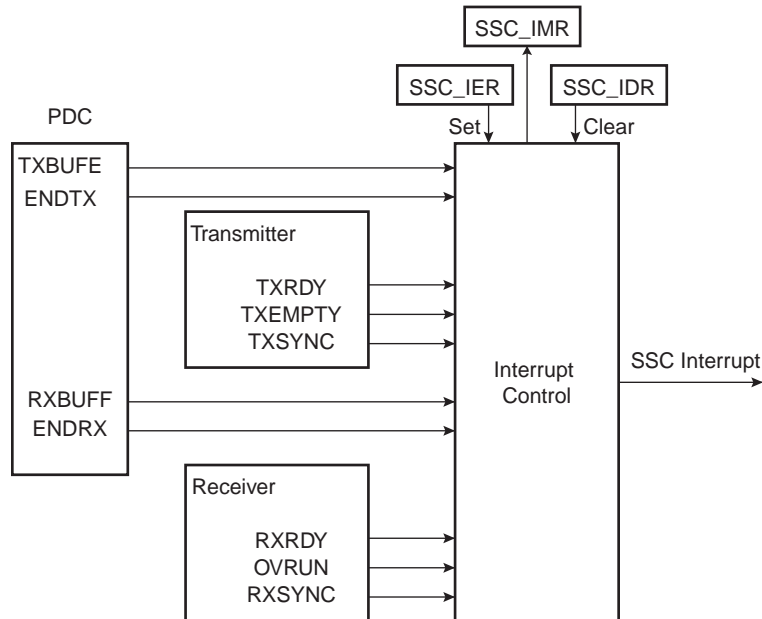 SSC_IMR
SSC_IER
SSC_IDR
PDC
Set
Clear
TXBUFE
ENDTX
Transmitter
TXRDY
TXEMPTY
TXSYNC
RXBUFF
ENDRX
Interrupt
Control
SSC Interrupt
Receiver
RXRDY
OVRUN
RXSYNC